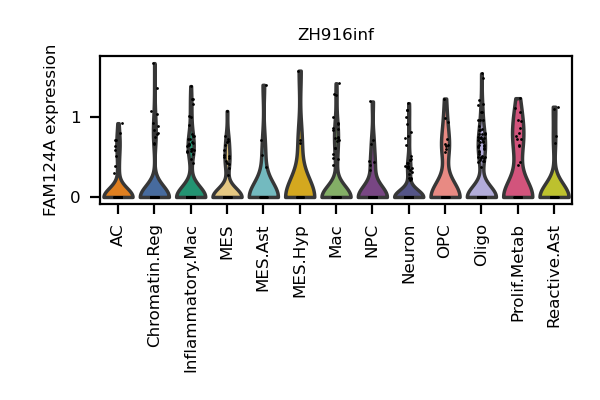 ZH916inf
FAM124A expression
1
0
AC
Chromatin.Reg
Inflammatory.Mac
MES
MES.Ast
MES.Hyp
Mac
NPC
Neuron
OPC
Oligo
Prolif.Metab
Reactive.Ast